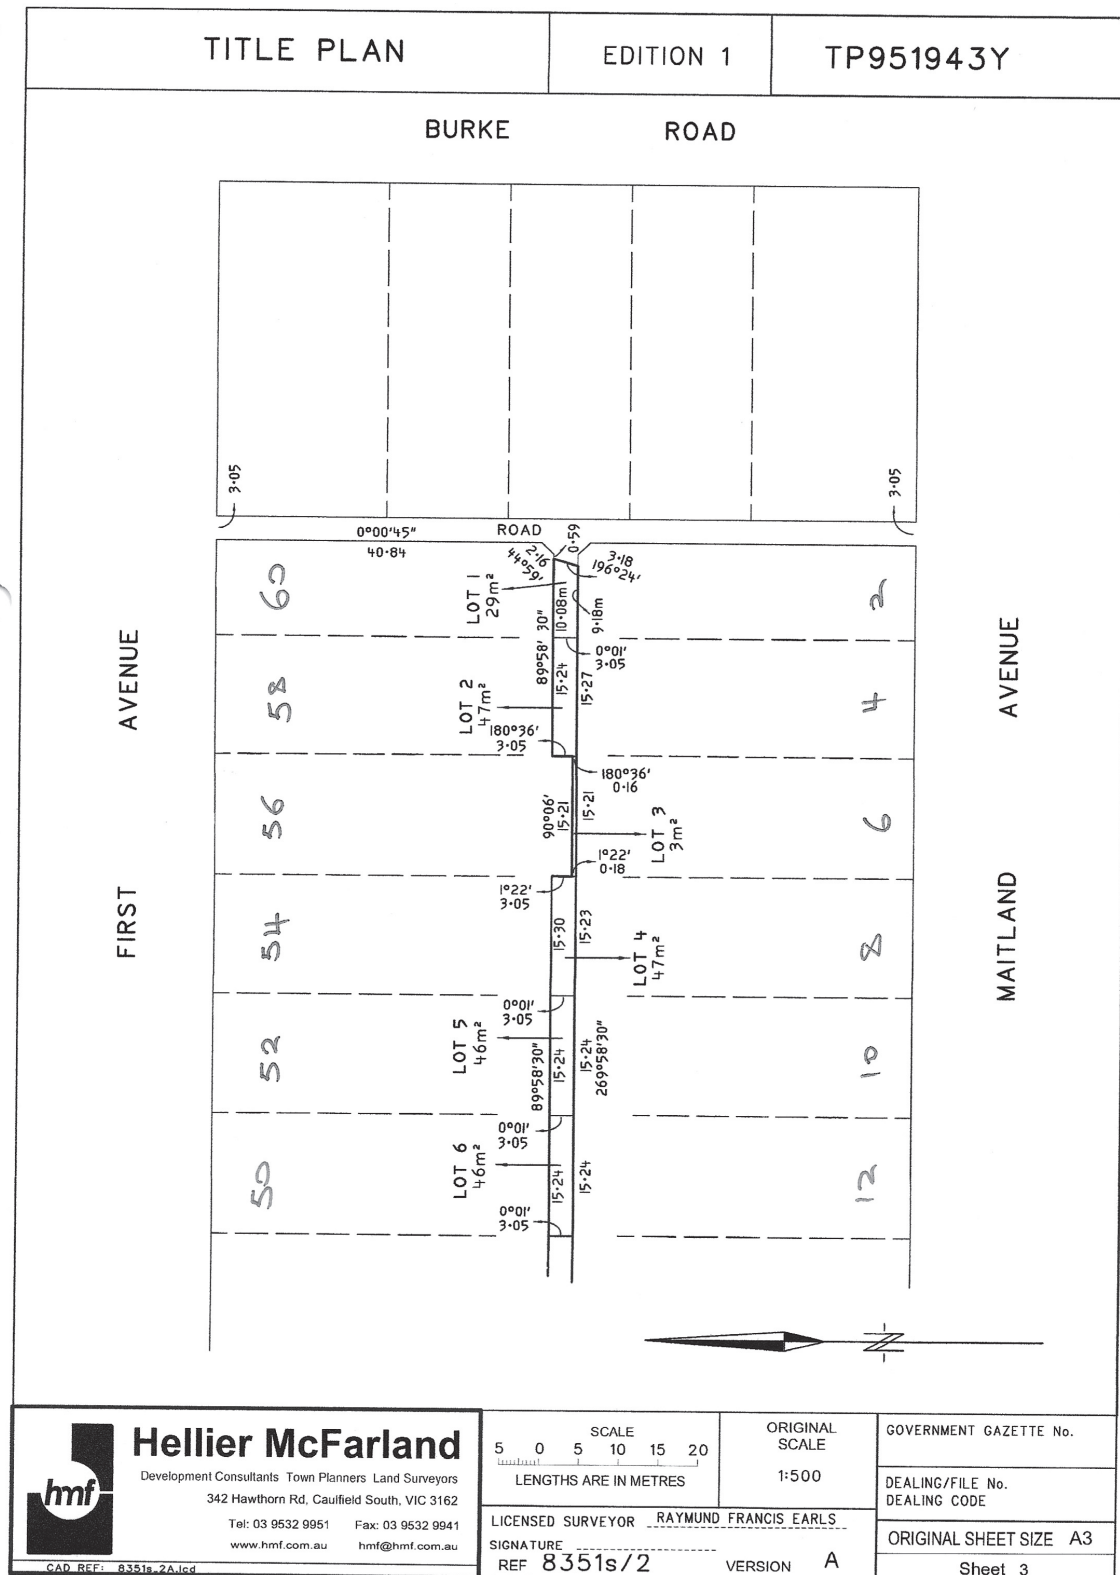 TITLE PLAN
EDITION 1
TP951943Y
BURKE ROAD
3·05
3·05
0°00'45"
ROAD
40·84
2·16
44°59'
0·59
3·18
196°24'
60
LOT 1
29m²
10·08m
9·18m
2
89°58' 30"
0°01'
3·05
AVENUE
58
LOT 2
47m²
15·24
15·27
4
AVENUE
180°36'
3·05
180°36'
0·16
56
90°06'
15·21
15·21
LOT 3
3m²
6
1°22'
0·18
1°22'
3·05
FIRST
54
15·30
15·23
LOT 4
47m²
8
MAITLAND
0°01'
3·05
52
LOT 5
46m²
89°58'30"
15·24
15·24
269°58'30"
10
0°01'
3·05
50
LOT 6
46m²
15·24
15·24
12
0°01'
3·05
N
hmf
Hellier McFarland
Development Consultants Town Planners Land Surveyors
342 Hawthorn Rd, Caulfield South, VIC 3162
Tel: 03 9532 9951 Fax: 03 9532 9941
www.hmf.com.au hmf@hmf.com.au
CAD REF: 8351s_2A.lcd
SCALE
5 0 5 10 15 20
LENGTHS ARE IN METRES
ORIGINAL
SCALE
1:500
LICENSED SURVEYOR RAYMUND FRANCIS EARLS
SIGNATURE
REF 8351s/2 VERSION A
GOVERNMENT GAZETTE No.
DEALING/FILE No.
DEALING CODE
ORIGINAL SHEET SIZE A3
Sheet 3